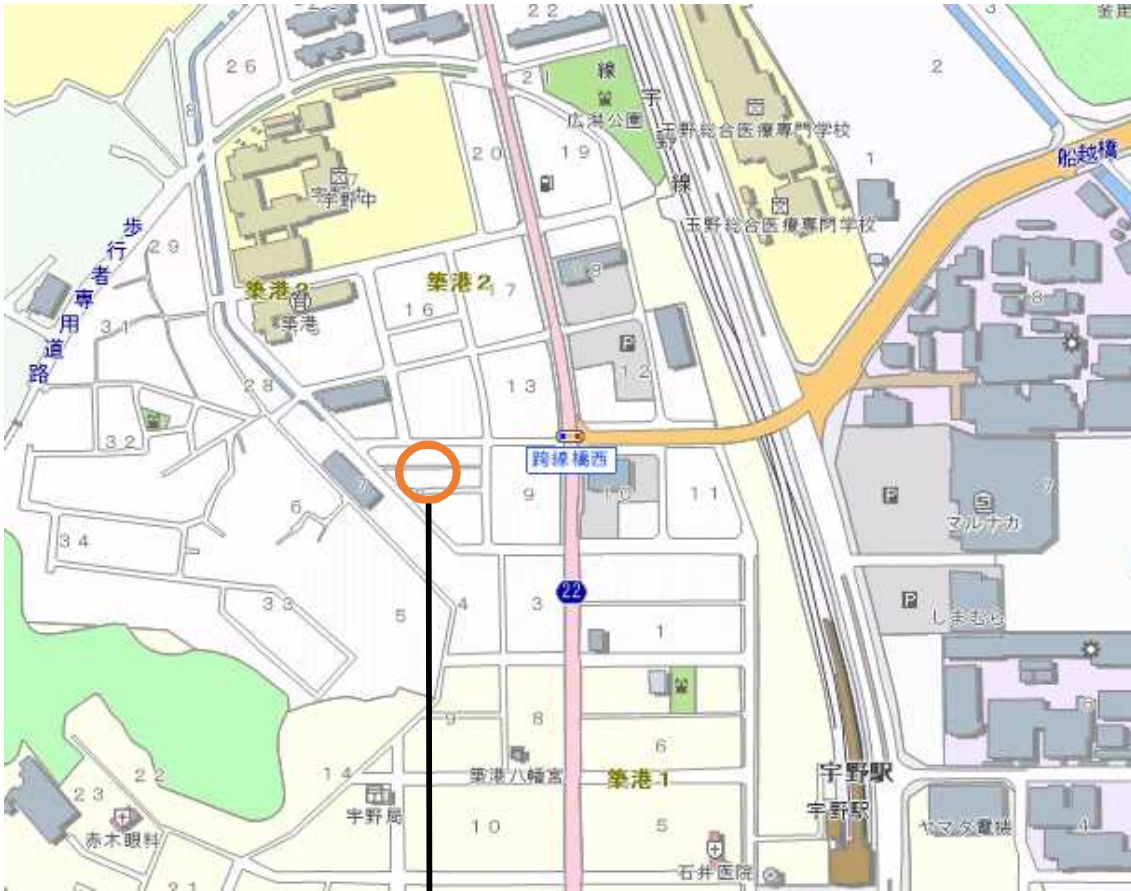 22
26
21
線
2
広潟公園
宇
野
線
玉野総合医療専門学校
20
19
1
船越橋
宇野中
玉野総合医療専門学校
歩
行
者
専
用
道
路
29
築港2
築港2
17
16
31
築港
8
28
13
12
32
跨線橋西
9
10
11
7
6
マルナカ
34
22
しまむら
33
5
4
3
1
9
8
6
築港八幡宮
築港1
宇野駅
22
14
23
宇野局
宇野駅
10
5
ヤマダ電機
4
赤木眼科
石井医院
21